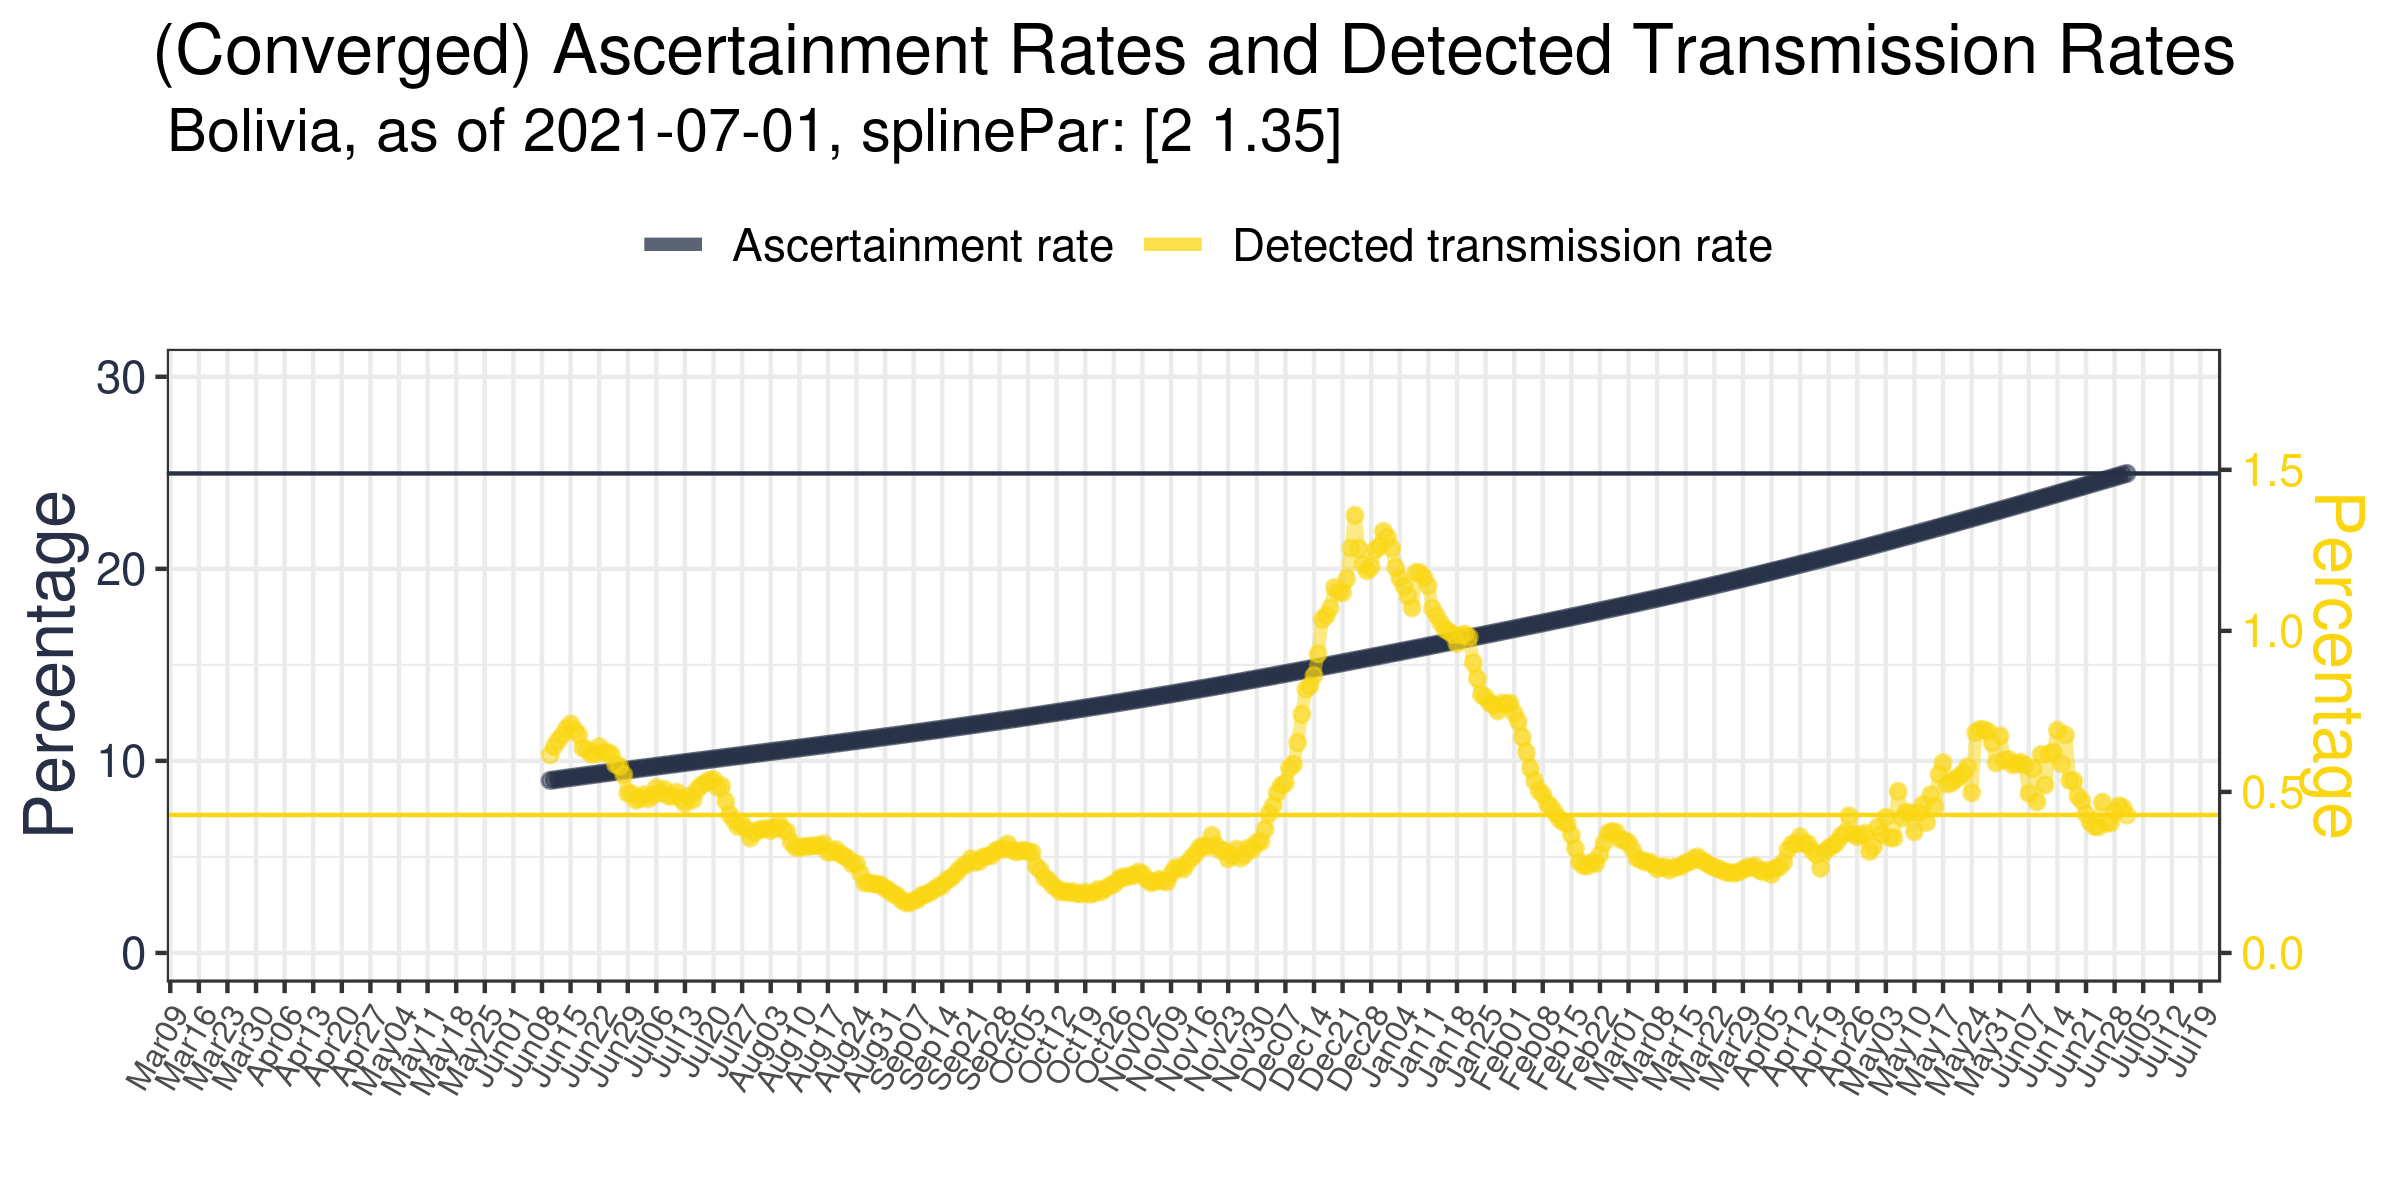 (Converged) Ascertainment Rates and Detected Transmission Rates
Bolivia, as of 2021-07-01, splinePar: [2 1.35]
Ascertainment rate
Detected transmission rate
Percentage
30
20
10
0
1.5
1.0
0.5
0.0
Percentage
Mar09
Mar16
Mar23
Mar30
Apr06
Apr13
Apr20
Apr27
May04
May11
May18
May25
Jun01
Jun08
Jun15
Jun22
Jun29
Jul06
Jul13
Jul20
Jul27
Aug03
Aug10
Aug17
Aug24
Aug31
Sep07
Sep14
Sep21
Sep28
Oct05
Oct12
Oct19
Oct26
Nov02
Nov09
Nov16
Nov23
Nov30
Dec07
Dec14
Dec21
Dec28
Jan04
Jan11
Jan18
Jan25
Feb01
Feb08
Feb15
Feb22
Mar01
Mar08
Mar15
Mar22
Mar29
Apr05
Apr12
Apr19
Apr26
May03
May10
May17
May24
May31
Jun07
Jun14
Jun21
Jun28
Jul05
Jul12
Jul19